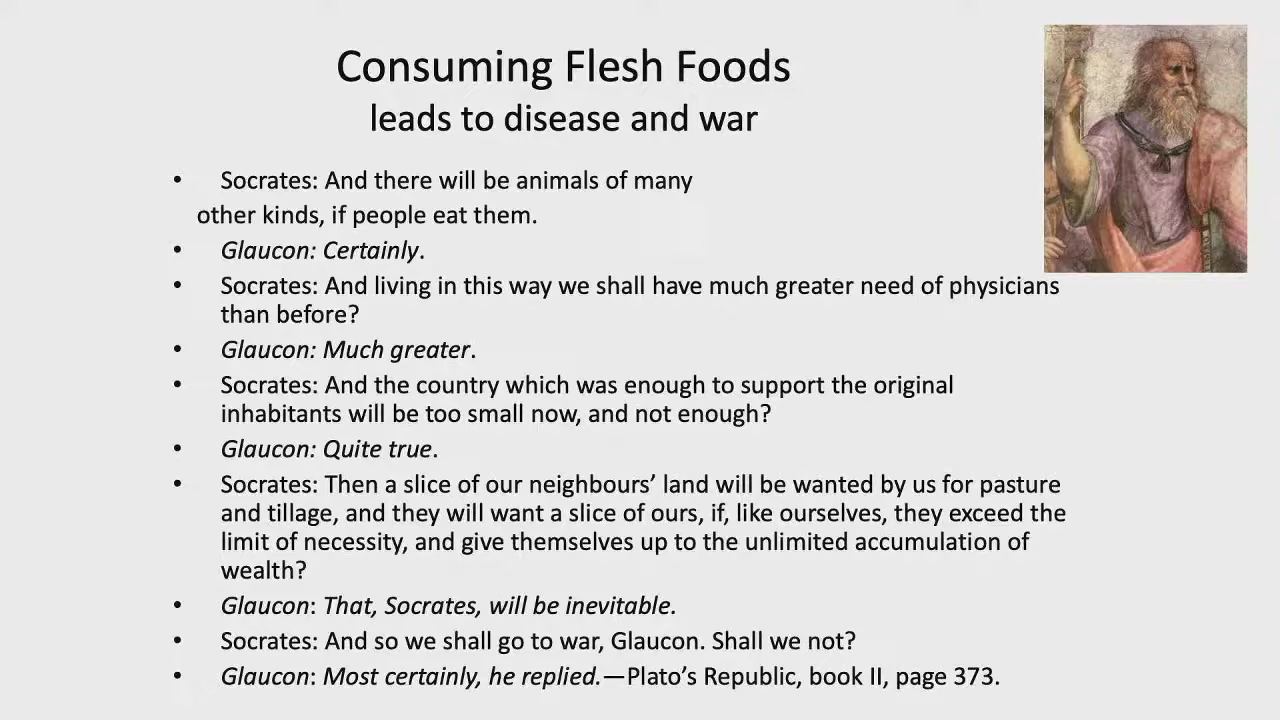 Consuming Flesh Foods
leads to disease and war
• Socrates: And there will be animals of many
other kinds, if people eat them.
• Glaucon: Certainly.
• Socrates: And living in this way we shall have much greater need of physicians
than before?
• Glaucon: Much greater.
• Socrates: And the country which was enough to support the original
inhabitants will be too small now, and not enough?
• Glaucon: Quite true.
• Socrates: Then a slice of our neighbours’ land will be wanted by us for pasture
and tillage, and they will want a slice of ours, if, like ourselves, they exceed the
limit of necessity, and give themselves up to the unlimited accumulation of
wealth?
• Glaucon: That, Socrates, will be inevitable.
• Socrates: And so we shall go to war, Glaucon. Shall we not?
• Glaucon: Most certainly, he replied.—Plato’s Republic, book II, page 373.